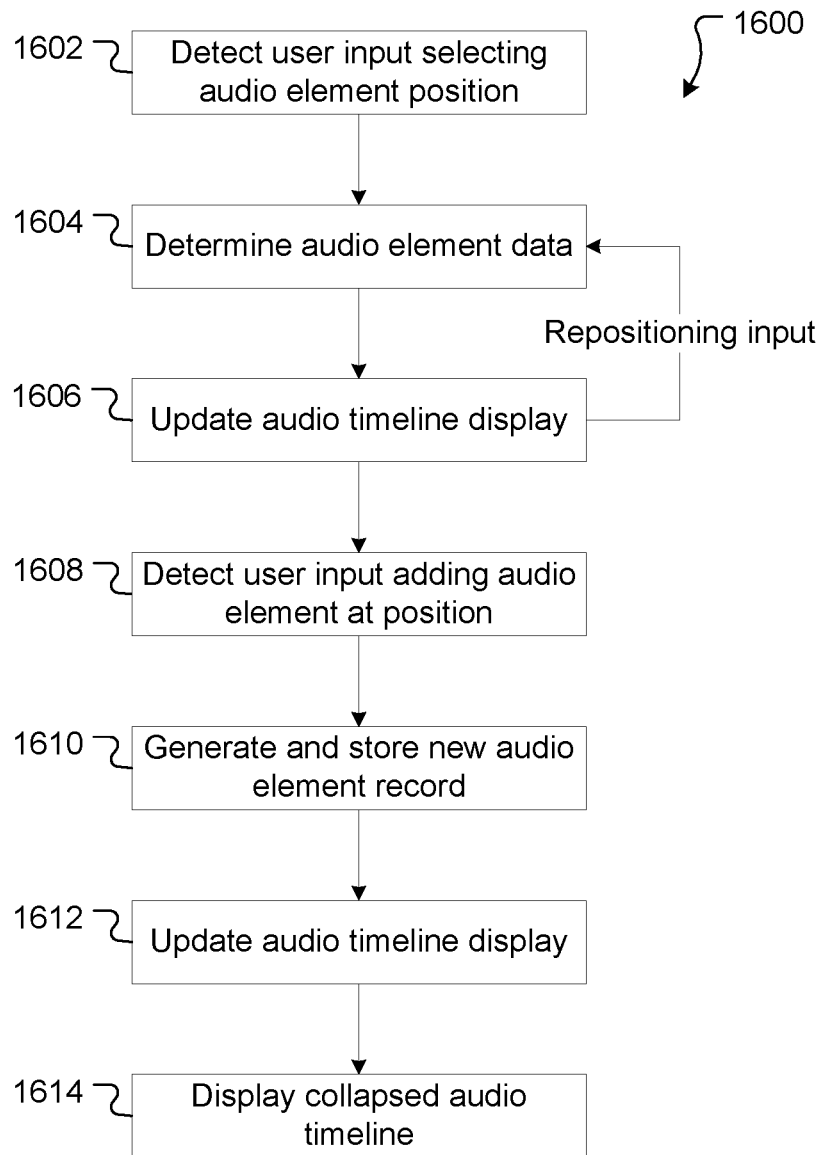 1600
1602
Detect user input selecting
audio element position
1604
Determine audio element data
Repositioning input
1606
Update audio timeline display
1608
Detect user input adding audio
element at position
1610
Generate and store new audio
element record
1612
Update audio timeline display
1614
Display collapsed audio
timeline